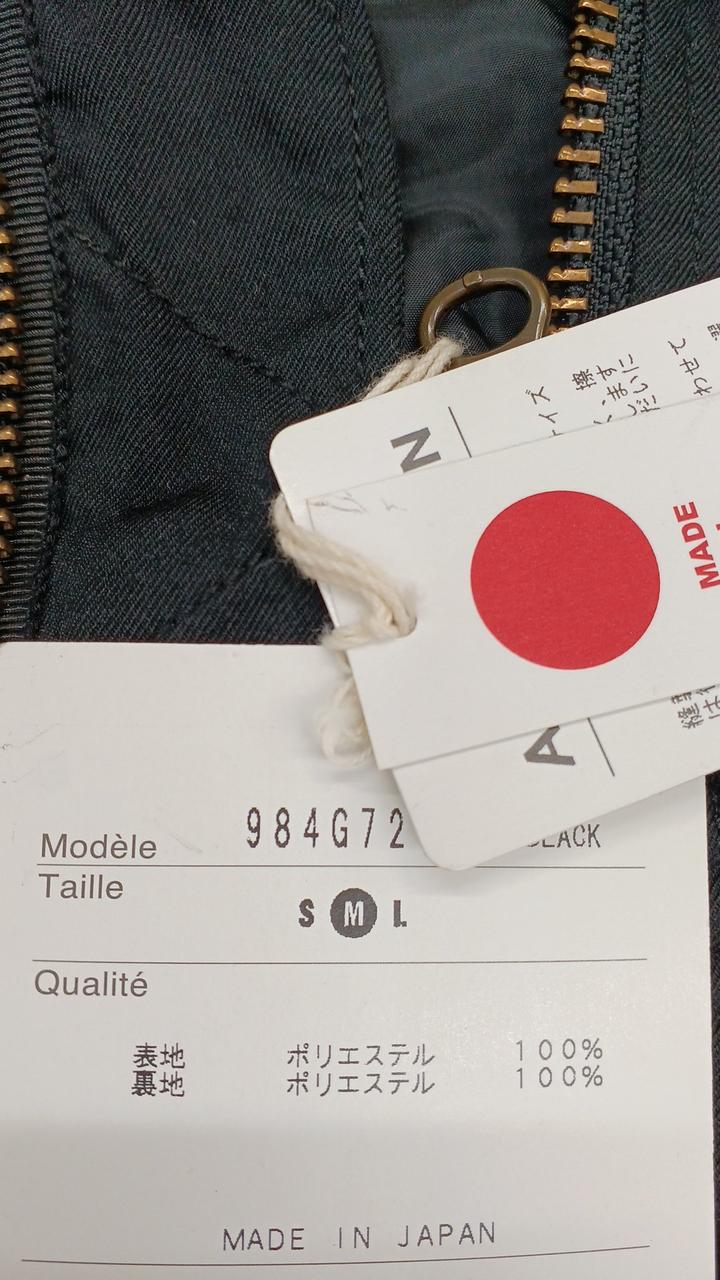 N
MADE
A
Modèle 984G72 BLACK
Taille
S M L
Qualité
表地 ポリエステル 100%
裏地 ポリエステル 100%
MADE IN JAPAN